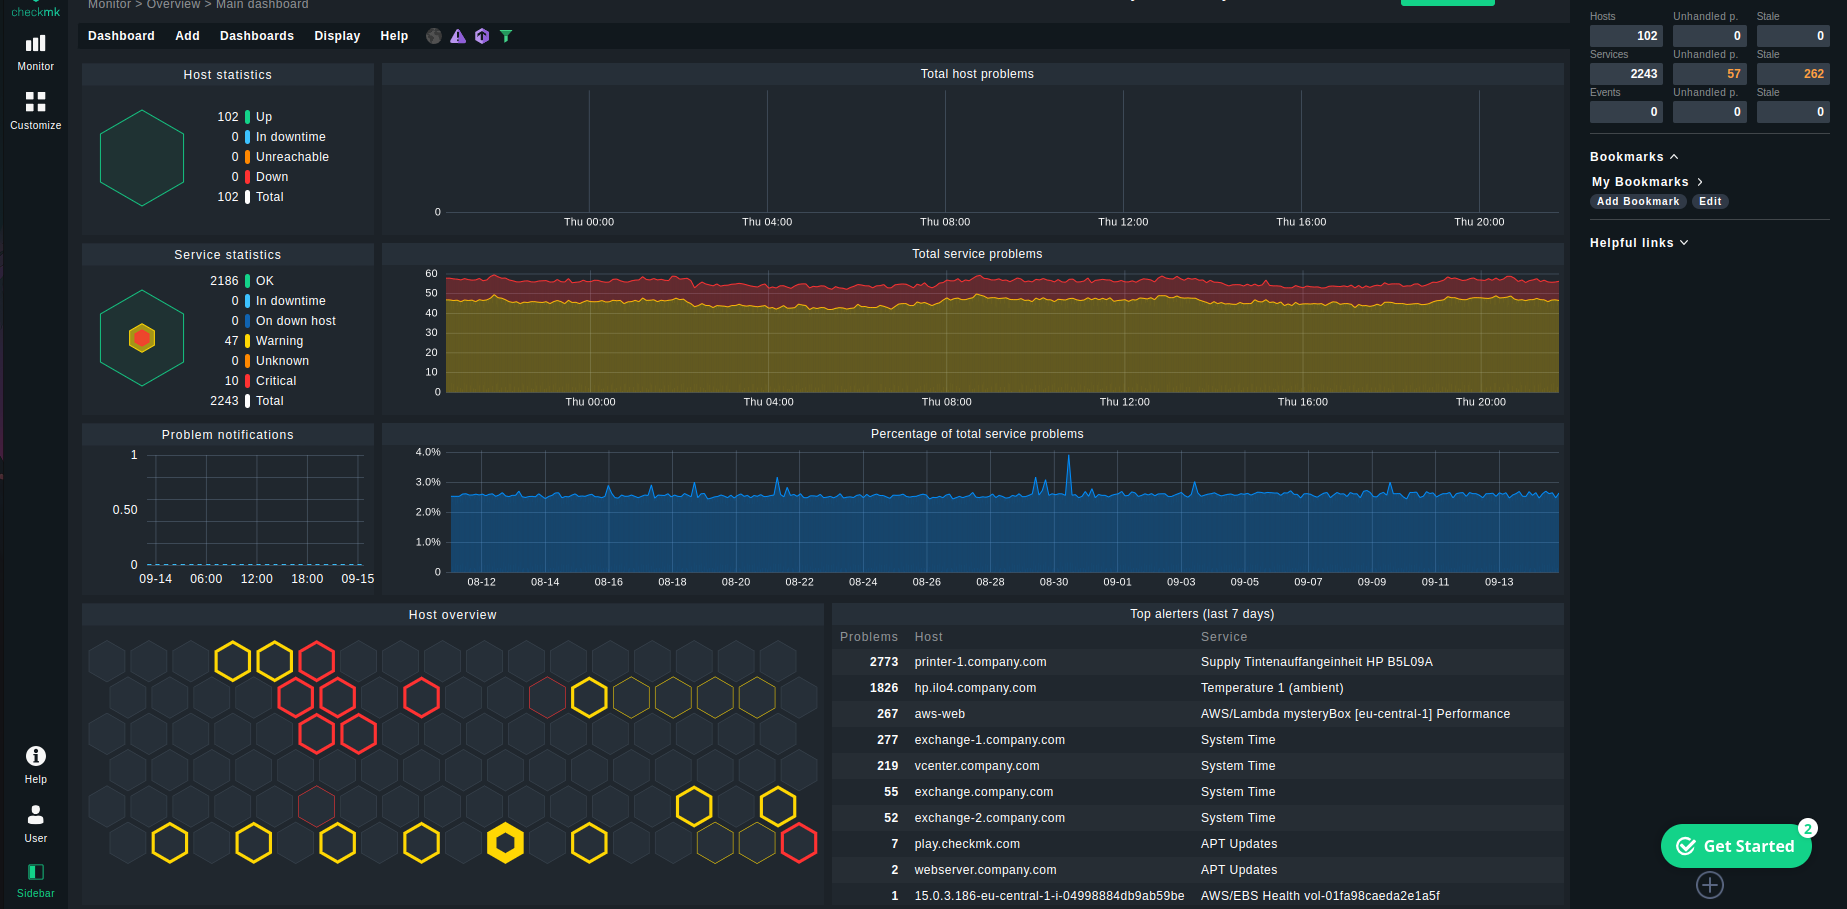 checkmk
Monitor > Overview > Main dashboard
Dashboard Add Dashboards Display Help
Monitor
Customize
Help
User
Sidebar
Host statistics
102 Up
0 In downtime
0 Unreachable
0 Down
102 Total
Total host problems
0
Thu 00:00 Thu 04:00 Thu 08:00 Thu 12:00 Thu 16:00 Thu 20:00
Service statistics
2186 OK
0 In downtime
0 On down host
47 Warning
0 Unknown
10 Critical
2243 Total
Total service problems
60
50
40
30
20
10
0
Thu 00:00 Thu 04:00 Thu 08:00 Thu 12:00 Thu 16:00 Thu 20:00
Problem notifications
1
0.50
0
09-14 06:00 12:00 18:00 09-15
Percentage of total service problems
4.0%
3.0%
2.0%
1.0%
0
08-12 08-14 08-16 08-18 08-20 08-22 08-24 08-26 08-28 08-30 09-01 09-03 09-05 09-07 09-09 09-11 09-13
Host overview
Top alerters (last 7 days)
Problems Host Service
2773 printer-1.company.com Supply Tintenauffangeinheit HP B5L09A
1826 hp.ilo4.company.com Temperature 1 (ambient)
267 aws-web AWS/Lambda mysteryBox [eu-central-1] Performance
277 exchange-1.company.com System Time
219 vcenter.company.com System Time
55 exchange.company.com System Time
52 exchange-2.company.com System Time
7 play.checkmk.com APT Updates
2 webserver.company.com APT Updates
1 15.0.3.186-eu-central-1-i-04998884db9ab59be AWS/EBS Health vol-01fa98caeda2e1a5f
Hosts Unhandled p. Stale
102 0 0
Services Unhandled p. Stale
2243 57 262
Events Unhandled p. Stale
0 0 0
Bookmarks
My Bookmarks
Add Bookmark Edit
Helpful links
2
Get Started